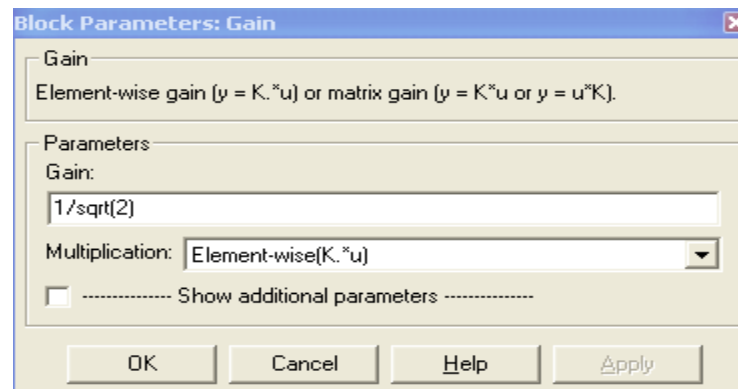 Block Parameters: Gain
Gain
Element-wise gain (y = K.*u) or matrix gain (y = K*u or y = u*K).
Parameters
Gain:
1/sqrt(2)
Multiplication: Element-wise(K.*u)
--------------- Show additional parameters ---------------
OK Cancel Help Apply